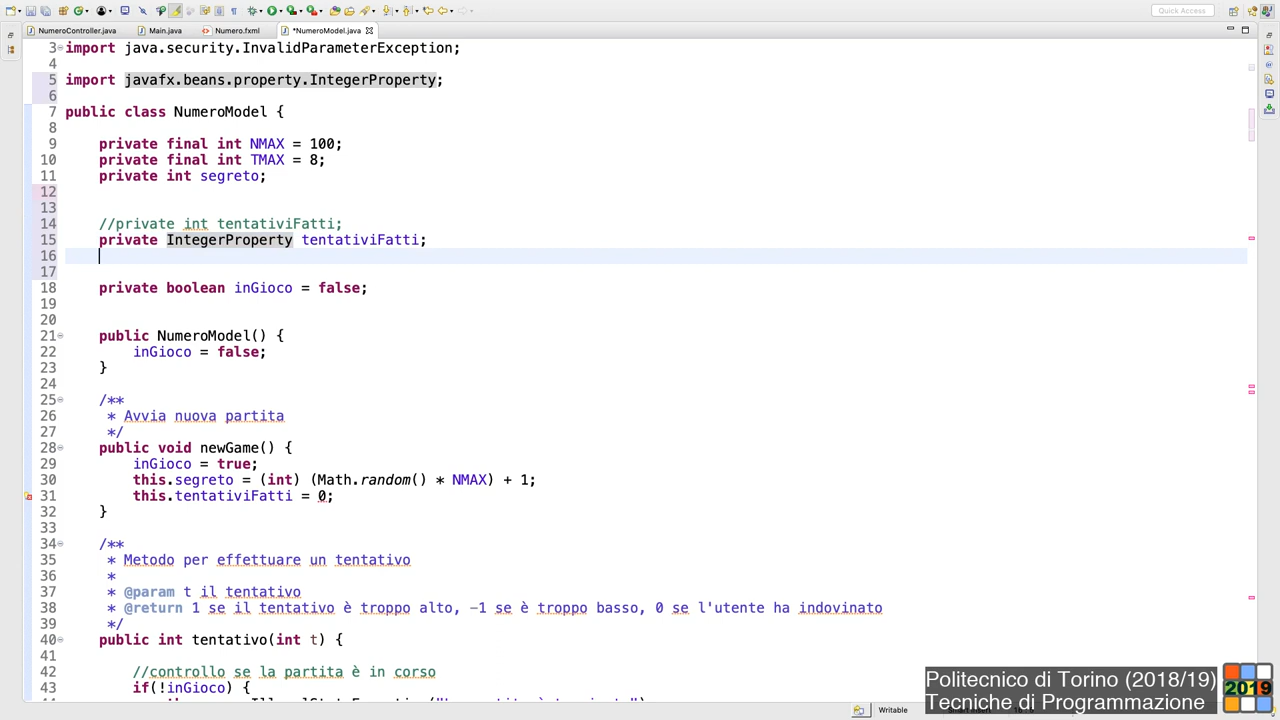 Quick Access
NumeroController.java Main.java Numero.fxml *NumeroModel.java
3 import java.security.InvalidParameterException;
4
5 import javafx.beans.property.IntegerProperty;
6
7 public class NumeroModel {
8
9 private final int NMAX = 100;
10 private final int TMAX = 8;
11 private int segreto;
12
13
14 //private int tentativiFatti;
15 private IntegerProperty tentativiFatti;
16
17
18 private boolean inGioco = false;
19
20
21 public NumeroModel() {
22 inGioco = false;
23 }
24
25 /**
26 * Avvia nuova partita
27 */
28 public void newGame() {
29 inGioco = true;
30 this.segreto = (int) (Math.random() * NMAX) + 1;
31 this.tentativiFatti = 0;
32 }
33
34 /**
35 * Metodo per effettuare un tentativo
36 *
37 * @param t il tentativo
38 * @return 1 se il tentativo è troppo alto, -1 se è troppo basso, 0 se l'utente ha indovinato
39 */
40 public int tentativo(int t) {
41
42 //controllo se la partita è in corso
43 if(!inGioco) {
Politecnico di Torino (2018/19)
Tecniche di Programmazione
2019
Writable